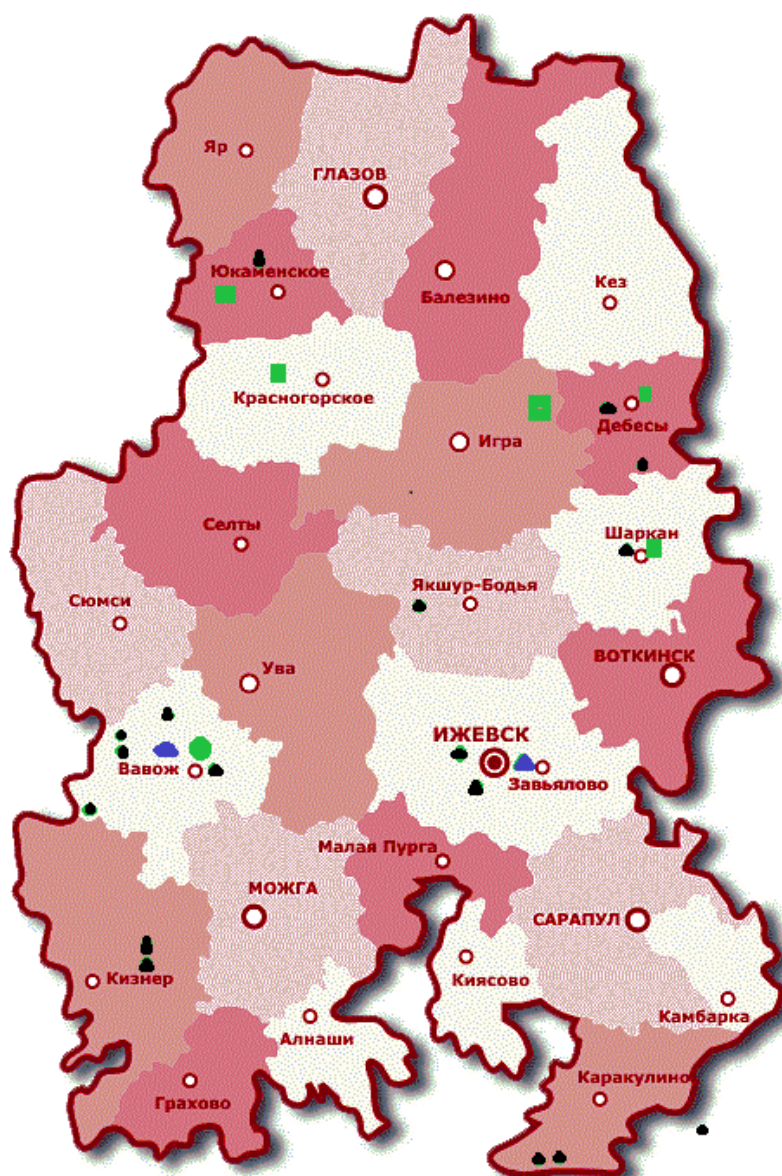 Яр
ГЛАЗОВ
Юкаменское
Балезино
Кез
Красногорское
Дебесы
Игра
Селты
Шаркан
Якшур-Бодья
Сюмси
ВОТКИНСК
Ува
ИЖЕВСК
Вавож
Завьялово
Малая Пурга
МОЖГА
САРАПУЛ
Кизнер
Киясово
Камбарка
Алнаши
Каракулино
Грахово